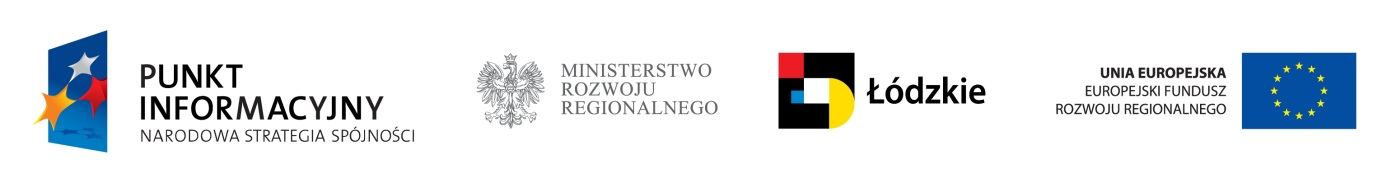 PUNKT
INFORMACYJNY
NARODOWA STRATEGIA SPÓJNOŚCI
MINISTERSTWO
ROZWOJU
REGIONALNEGO
Łódzkie
UNIA EUROPEJSKA
EUROPEJSKI FUNDUSZ
ROZWOJU REGIONALNEGO